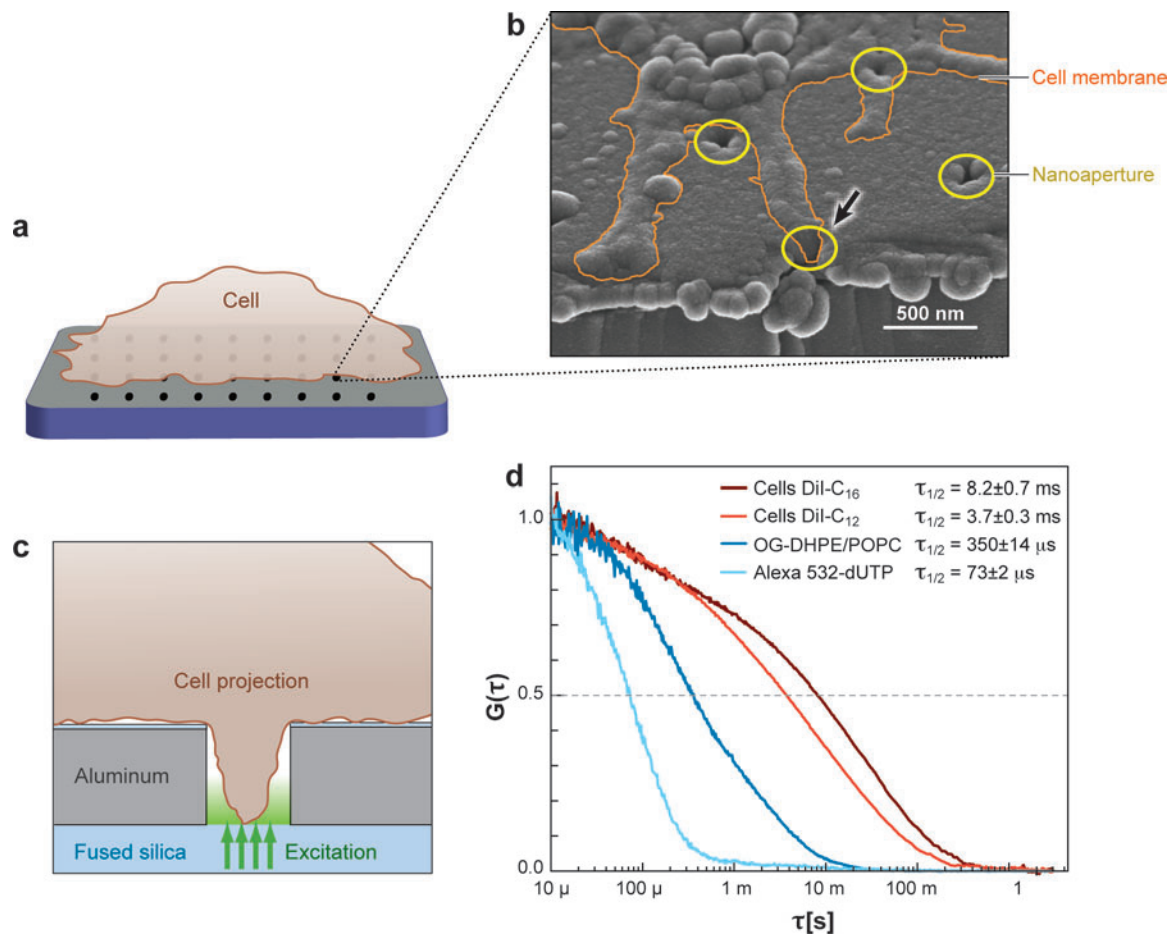 a
Cell
b
Cell membrane
Nanoaperture
500 nm
c
Cell projection
Aluminum
Fused silica
Excitation
d
Cells DiI-C₁₆ τ₁/₂ = 8.2±0.7 ms
Cells DiI-C₁₂ τ₁/₂ = 3.7±0.3 ms
OG-DHPE/POPC τ₁/₂ = 350±14 µs
Alexa 532-dUTP τ₁/₂ = 73±2 µs
G(τ)
1.0
0.5
0.0
10 µ 100 µ 1 m 10 m 100 m 1
τ[s]